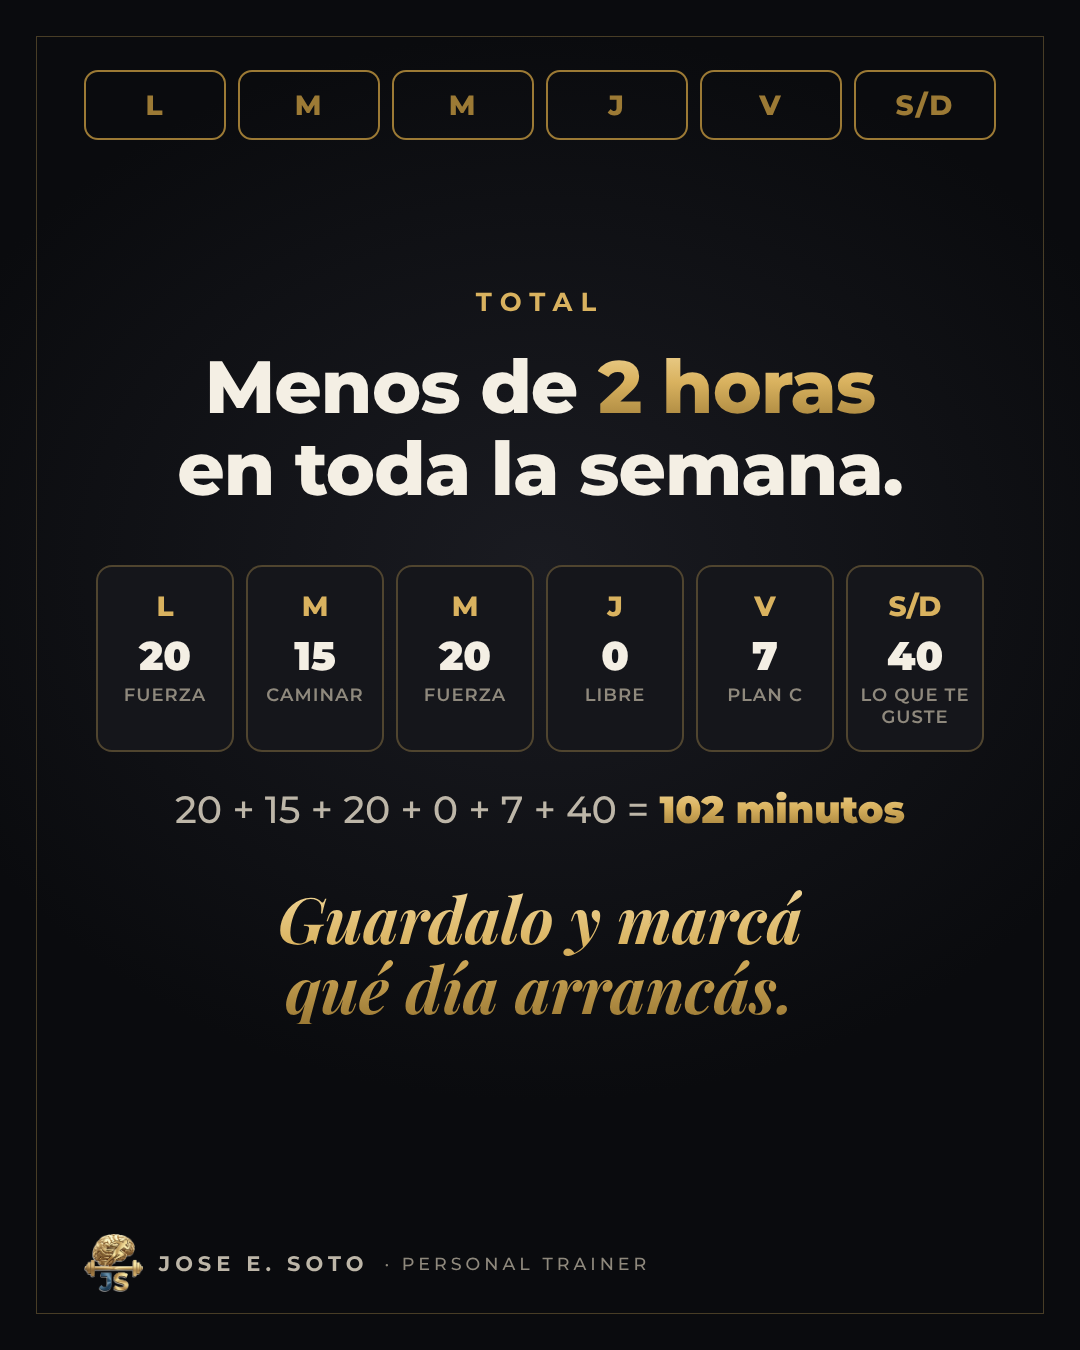 L M M J V S/D
TOTAL
Menos de 2 horas
en toda la semana.
L M M J V S/D
20 15 20 0 7 40
FUERZA CAMINAR FUERZA LIBRE PLAN C LO QUE TE
GUSTE
20 + 15 + 20 + 0 + 7 + 40 = 102 minutos
Guardalo y marcá
qué día arrancás.
JS
JOSE E. SOTO · PERSONAL TRAINER